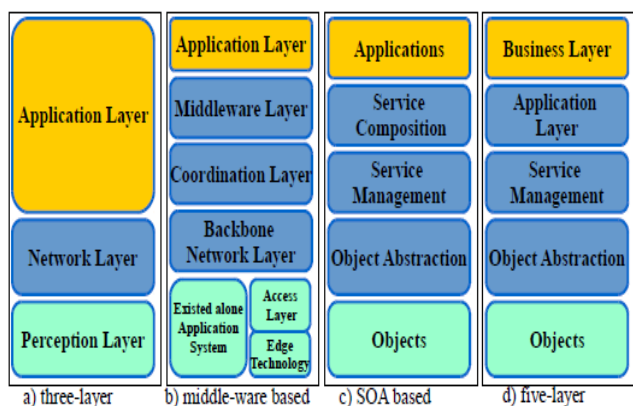 Application Layer
Network Layer
Perception Layer
a) three-layer
Application Layer
Middleware Layer
Coordination Layer
Backbone
Network Layer
Existed alone
Application
System
Access
Layer
Edge
Technology
b) middle-ware based
Applications
Service
Composition
Service
Management
Object Abstraction
Objects
c) SOA based
Business Layer
Application
Layer
Service
Management
Object Abstraction
Objects
d) five-layer